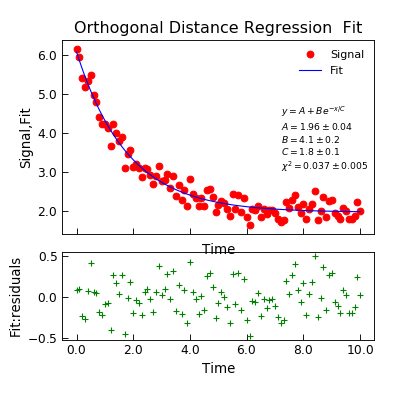 Orthogonal Distance Regression  Fit
6.0
5.0
4.0
3.0
2.0
Signal,Fit
Signal
Fit
y = A + Be^{-x/C}
A = 1.96 ± 0.04
B = 4.1 ± 0.2
C = 1.8 ± 0.1
χ² = 0.037 ± 0.005
Time
0.5
0.0
−0.5
Fit:residuals
0.0 2.0 4.0 6.0 8.0 10.0
Time